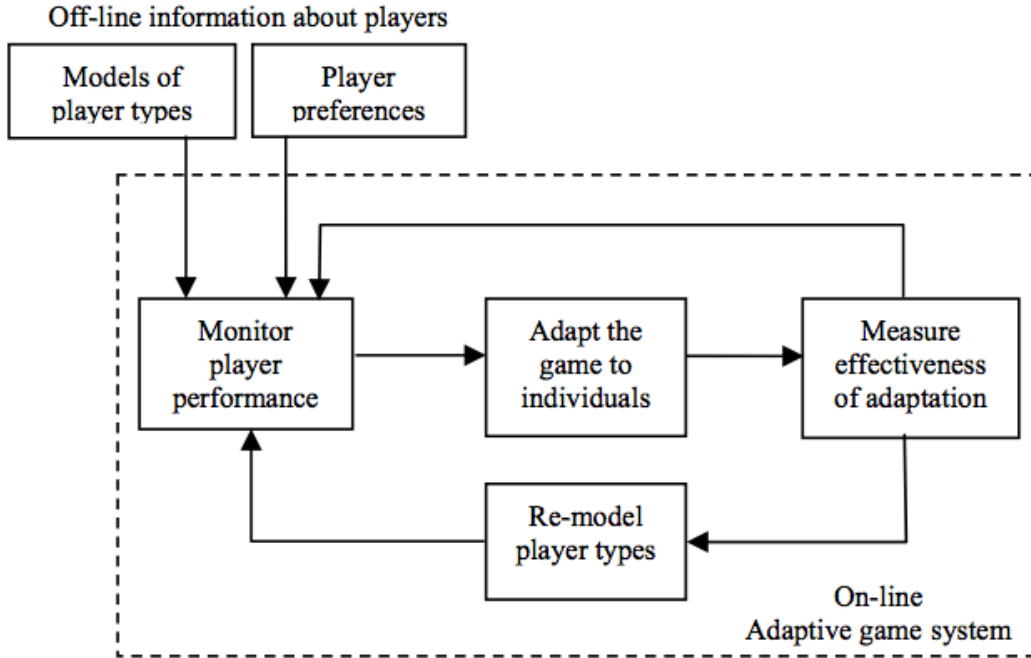 Off-line information about players
Models of
player types
Player
preferences
Monitor
player
performance
Adapt the
game to
individuals
Measure
effectiveness
of adaptation
Re-model
player types
On-line
Adaptive game system